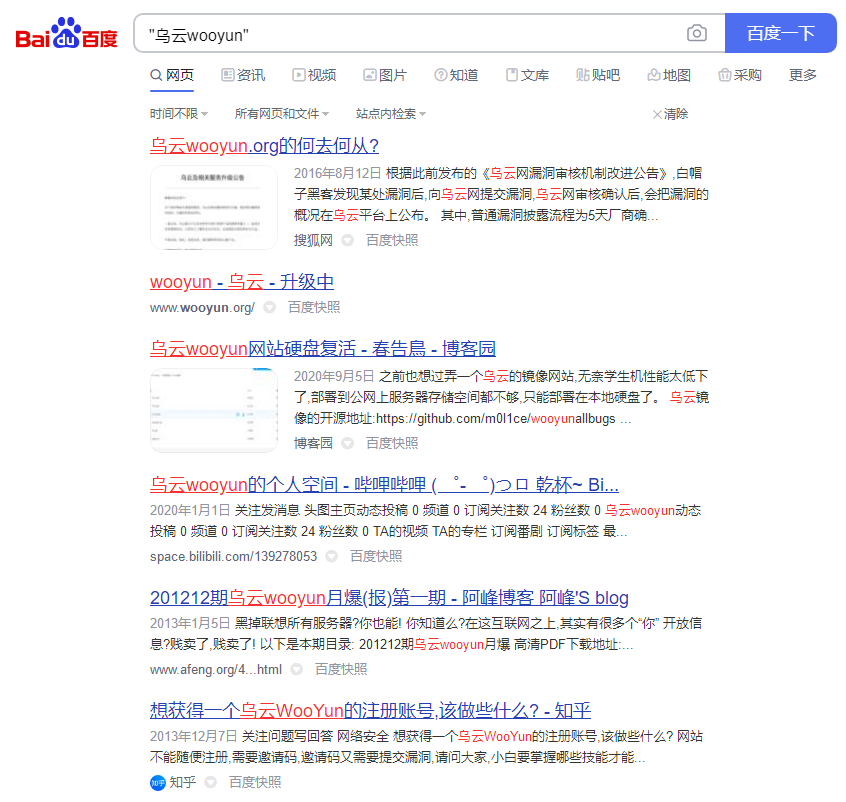 Bai du 百度 "乌云wooyun" 百度一下
网页 资讯 视频 图片 知道 文库 贴吧 地图 采购 更多
时间不限 所有网页和文件 站点内检索 清除
乌云wooyun.org的何去何从?
2016年8月12日 根据此前发布的《乌云网漏洞审核机制改进公告》,白帽
子黑客发现某处漏洞后,向乌云网提交漏洞,乌云网审核确认后,会把漏洞的
概况在乌云平台上公布。 其中,普通漏洞披露流程为5天厂商确...
搜狐网 百度快照
wooyun - 乌云 - 升级中
www.wooyun.org/ 百度快照
乌云wooyun网站硬盘复活 - 春告鳥 - 博客园
2020年9月5日 之前也想过弄一个乌云的镜像网站,无奈学生机性能太低下
了,部署到公网上服务器存储空间都不够,只能部署在本地硬盘了。 乌云镜
像的开源地址:https://github.com/m0l1ce/wooyunallbugs ...
博客园 百度快照
乌云wooyun的个人空间 - 哔哩哔哩 ( ゜- ゜)つロ 乾杯~ Bi...
2020年1月1日 关注发消息 头图主页动态投稿 0 频道 0 订阅关注数 24 粉丝数 0 乌云wooyun动态
投稿 0 频道 0 订阅关注数 24 粉丝数 0 TA的视频 TA的专栏 订阅番剧 订阅标签 最...
space.bilibili.com/139278053 百度快照
201212期乌云wooyun月爆(报)第一期 - 阿峰博客 阿峰'S blog
2013年1月5日 黑掉联想所有服务器?你也能! 你知道么?在这互联网之上,其实有很多个“你” 开放信
息?贱卖了,贱卖了! 以下是本期目录: 201212期乌云wooyun月爆 高清PDF下载地址:...
www.afeng.org/4...html 百度快照
想获得一个乌云WooYun的注册账号,该做些什么? - 知乎
2013年12月7日 关注问题写回答 网络安全 想获得一个乌云WooYun的注册账号,该做些什么? 网站
不能随便注册,需要邀请码,邀请码又需要提交漏洞,请问大家,小白要掌握哪些技能才能...
知乎 知乎 百度快照